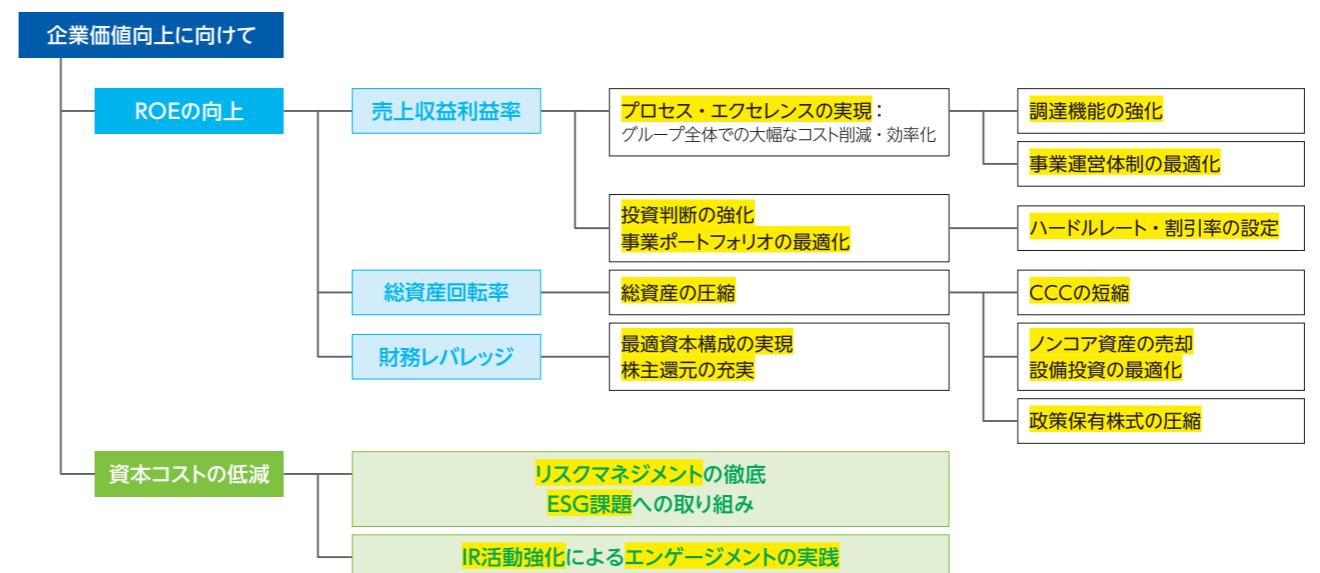 企業価値向上に向けて
ROEの向上
売上収益利益率
プロセス・エクセレンスの実現：
グループ全体での大幅なコスト削減・効率化
調達機能の強化
事業運営体制の最適化
投資判断の強化
事業ポートフォリオの最適化
ハードルレート・割引率の設定
総資産回転率
総資産の圧縮
CCCの短縮
ノンコア資産の売却
設備投資の最適化
政策保有株式の圧縮
財務レバレッジ
最適資本構成の実現
株主還元の充実
資本コストの低減
リスクマネジメントの徹底
ESG課題への取り組み
IR活動強化によるエンゲージメントの実践